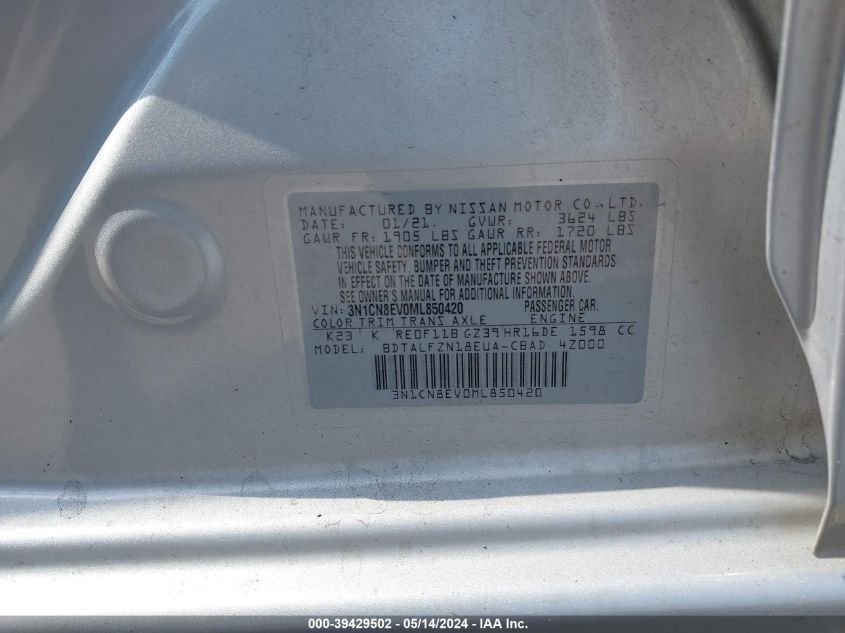 MANUFACTURED BY NISSAN MOTOR CO., LTD.
DATE: 01/21. GVWR: 3624 LBS
GAWR FR: 1905 LBS GAWR RR: 1720 LBS
THIS VEHICLE CONFORMS TO ALL APPLICABLE FEDERAL MOTOR
VEHICLE SAFETY, BUMPER AND THEFT PREVENTION STANDARDS
IN EFFECT ON THE DATE OF MANUFACTURE SHOWN ABOVE.
SEE OWNER'S MANUAL FOR ADDITIONAL INFORMATION.
VIN: 3N1CN8EV0ML850420 PASSENGER CAR.
COLOR TRIM TRANS AXLE ENGINE
K23 K RE0F11B GZ39 HR16DE 1598 CC
MODEL: BDTALFZN18EUA-CBAD 4Z000
3N1CN8EV0ML850420
000-39429502 - 05/14/2024 - IAA Inc.